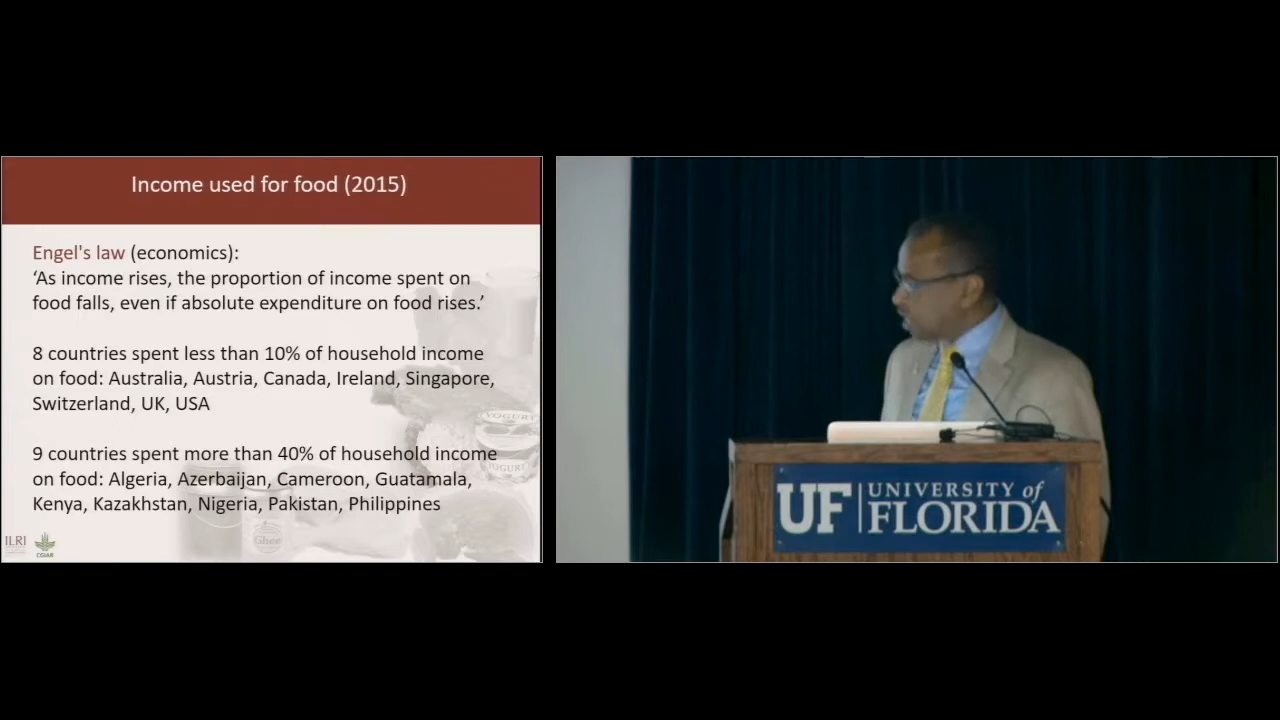 Income used for food (2015)
Engel's law (economics):
‘As income rises, the proportion of income spent on
food falls, even if absolute expenditure on food rises.’
8 countries spent less than 10% of household income
on food: Australia, Austria, Canada, Ireland, Singapore,
Switzerland, UK, USA
9 countries spent more than 40% of household income
on food: Algeria, Azerbaijan, Cameroon, Guatamala,
Kenya, Kazakhstan, Nigeria, Pakistan, Philippines
YOGURT
YOGURT
Ghee
ILRI
CGIAR
UF UNIVERSITY of
FLORIDA